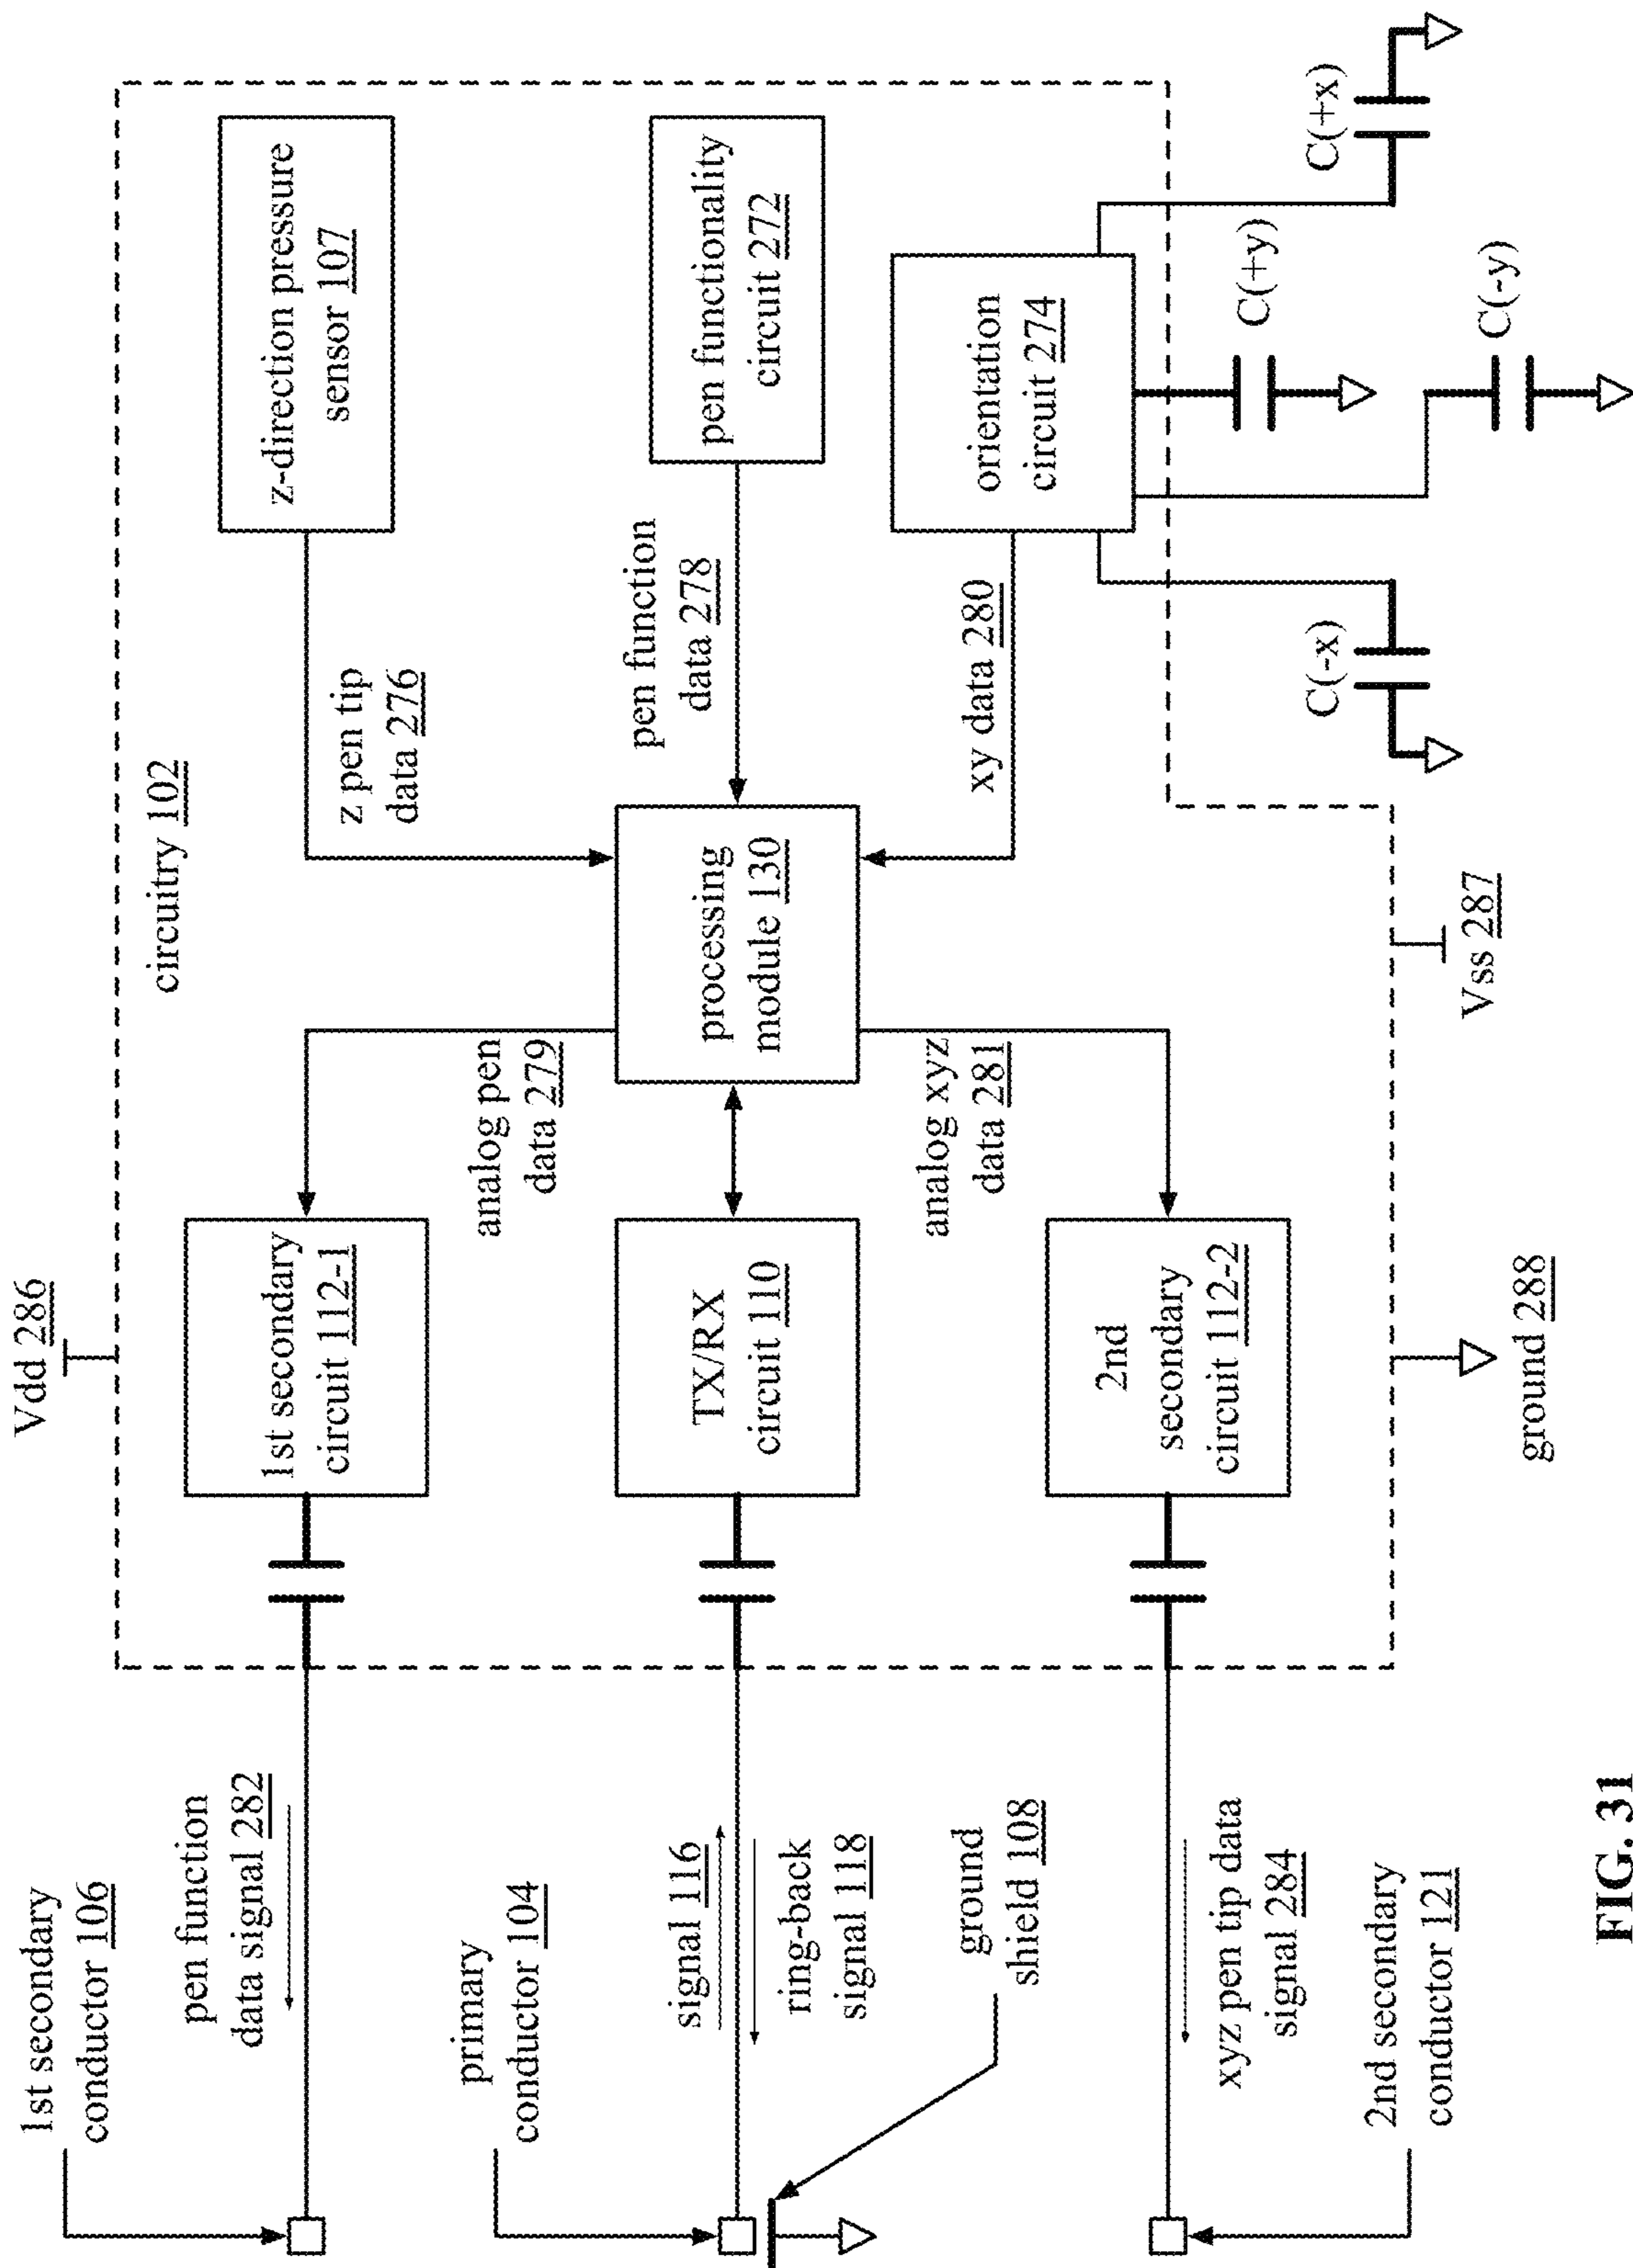 1st secondary
conductor 106
pen function
data signal 282
primary
conductor 104
signal 116
ring-back
signal 118
ground
shield 108
xyz pen tip data
signal 284
2nd secondary
conductor 121
Vdd 286
1st secondary
circuit 112-1
TX/RX
circuit 110
2nd
secondary
circuit 112-2
ground 288
analog pen
data 279
analog xyz
data 281
circuitry 102
processing
module 130
Vss 287
z pen tip
data 276
pen function
data 278
xy data 280
C(-x)
z-direction pressure
sensor 107
pen functionality
circuit 272
orientation
circuit 274
C(+y)
C(-y)
C(+x)
FIG. 31